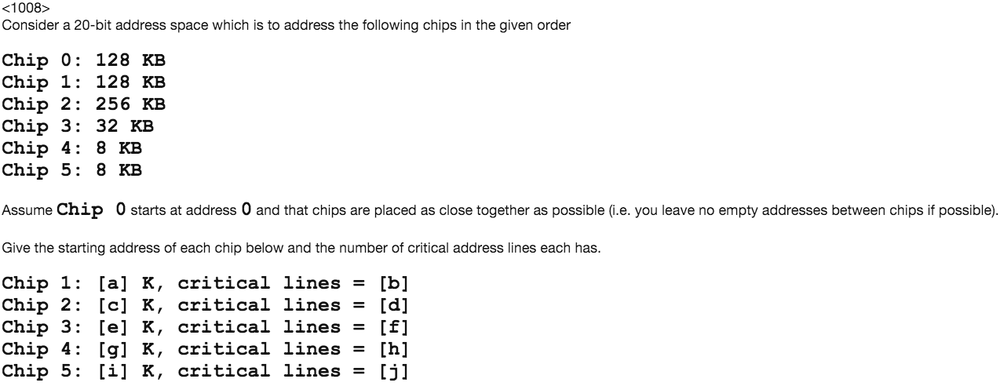 <1008>
Consider a 20-bit address space which is to address the following chips in the given order
Chip 0: 128 KB
Chip 1: 128 KB
Chip 2: 256 KB
Chip 3: 32 KB
Chip 4: 8 KB
Chip 5: 8 KB
Assume Chip 0 starts at address 0 and that chips are placed as close together as possible (i.e. you leave no empty addresses between chips if possible).
Give the starting address of each chip below and the number of critical address lines each has.
Chip 1: [a] K, critical lines = [b]
Chip 2: [c] K, critical lines = [d]
Chip 3: [e] K, critical lines = [f]
Chip 4: [g] K, critical lines = [h]
Chip 5: [i] K, critical lines = [j]